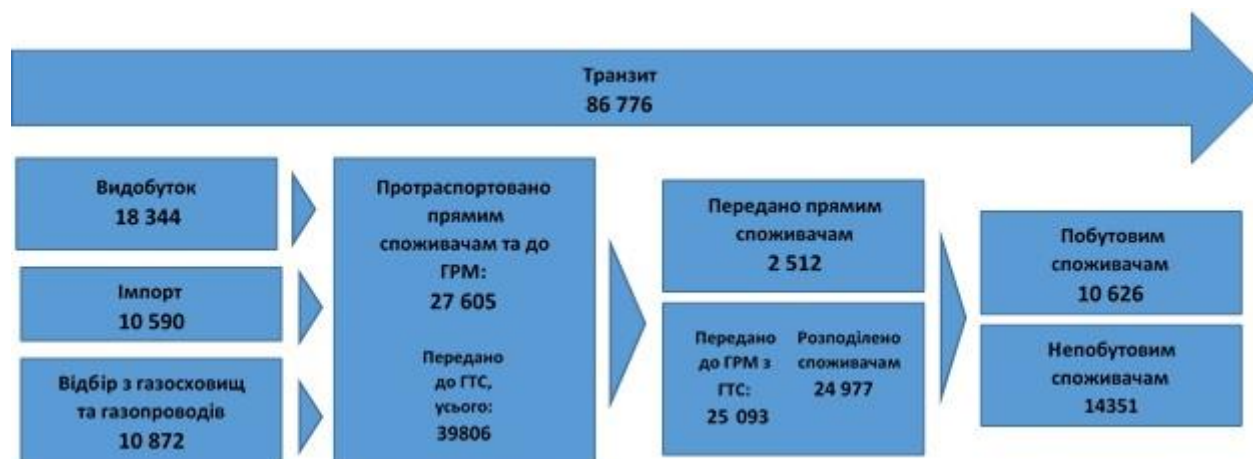 Транзит
86 776
Видобуток
18 344
Імпорт
10 590
Відбір з газосховищ
та газопроводів
10 872
Протраспортовано
прямим
споживачам та до
ГРМ:
27 605
Передано
до ГТС,
усього:
39806
Передано прямим
споживачам
2 512
Передано
до ГРМ з
ГТС:
25 093
Розподілено
споживачам
24 977
Побутовим
споживачам
10 626
Непобутовим
споживачам
14351